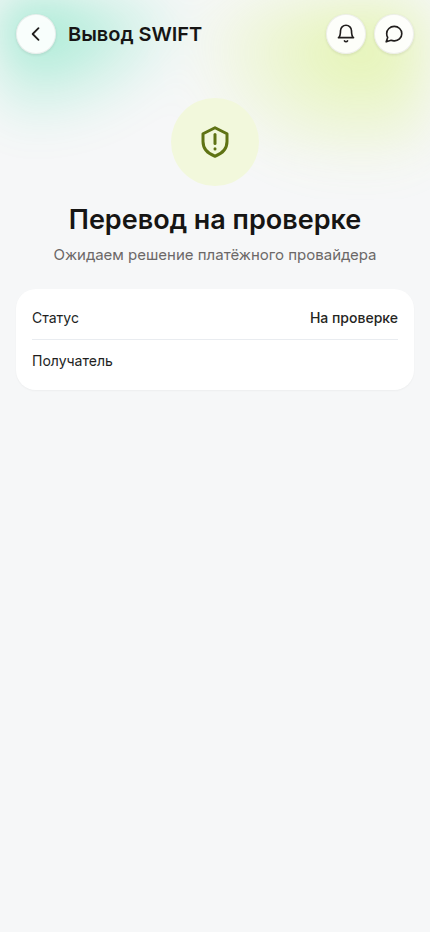 Вывод SWIFT
Перевод на проверке
Ожидаем решение платёжного провайдера
Статус На проверке
Получатель